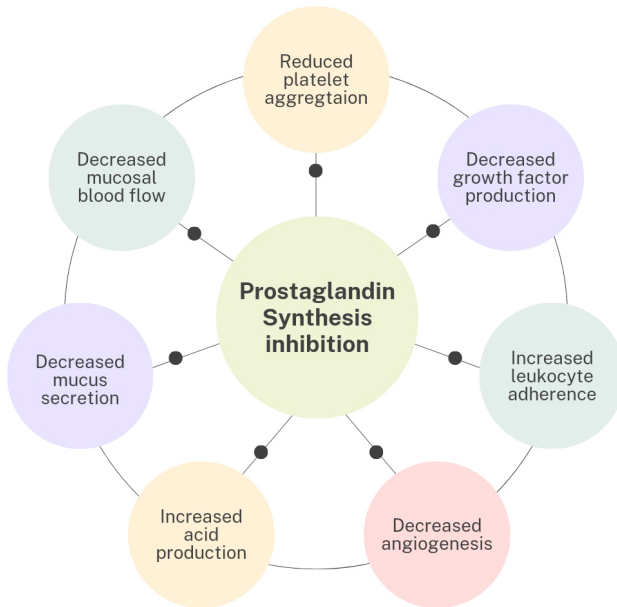 Reduced
platelet
aggregtaion
Decreased
growth factor
production
Increased
leukocyte
adherence
Decreased
angiogenesis
Increased
acid
production
Decreased
mucus
secretion
Decreased
mucosal
blood flow
Prostaglandin
Synthesis
inhibition